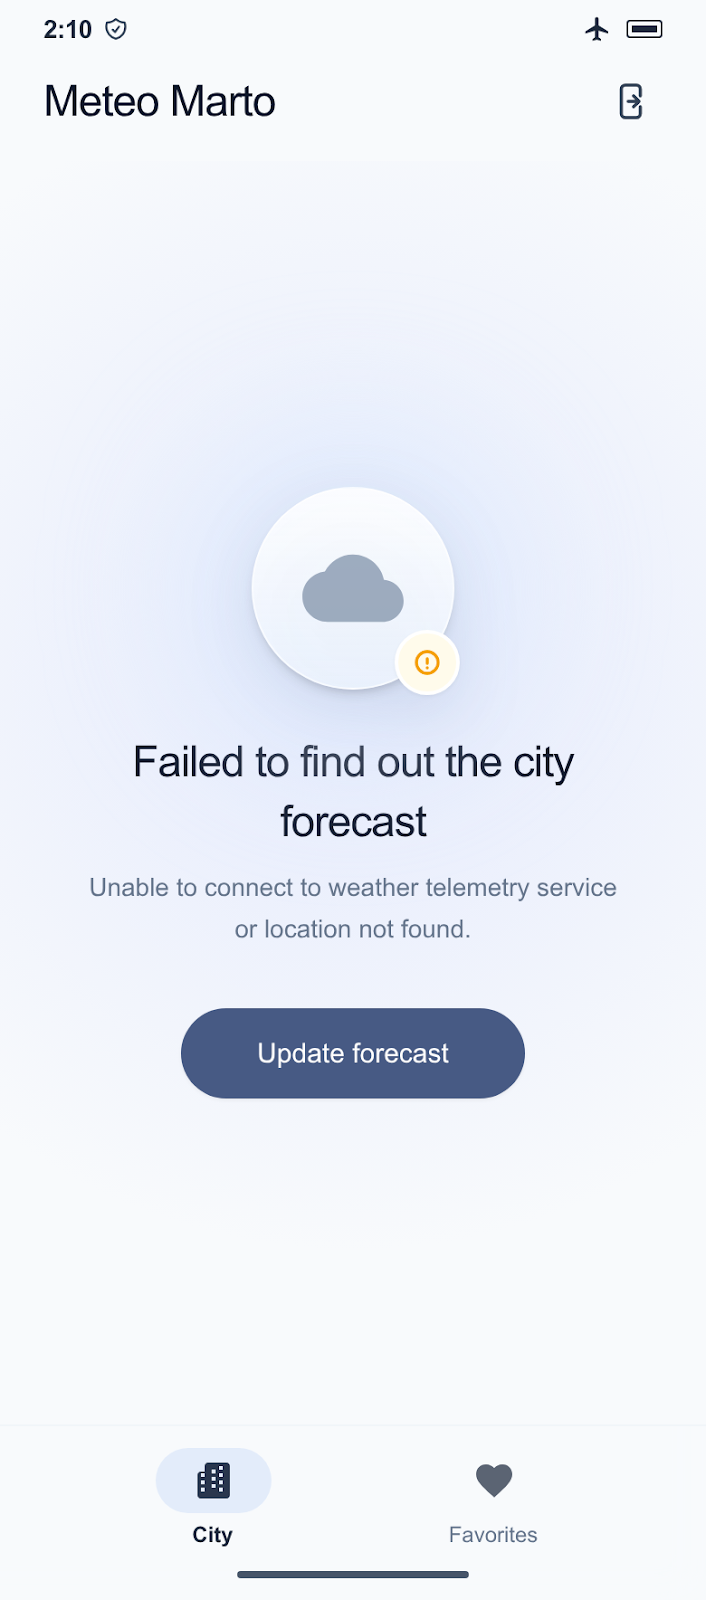 2:10
Meteo Marto
Failed to find out the city
forecast
Unable to connect to weather telemetry service
or location not found.
Update forecast
City
Favorites